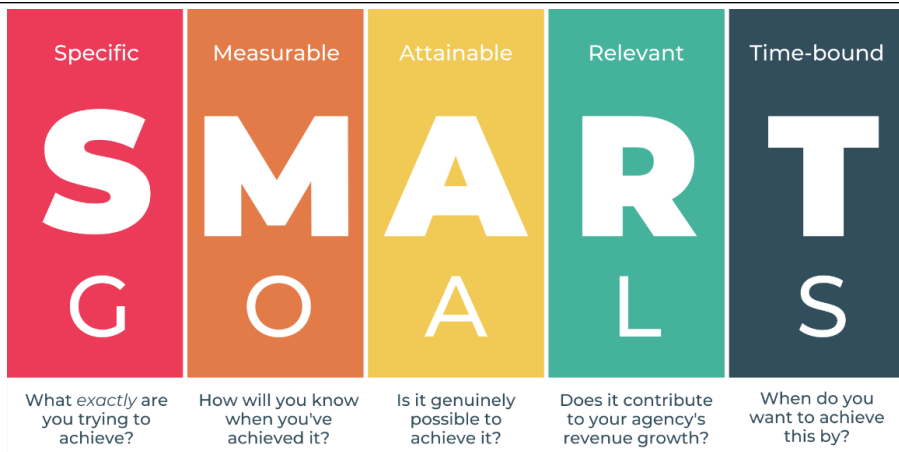 Specific Measurable Attainable Relevant Time-bound
S M A R T
G O A L S
What exactly are
you trying to
achieve?
How will you know
when you've
achieved it?
Is it genuinely
possible to
achieve it?
Does it contribute
to your agency's
revenue growth?
When do you
want to achieve
this by?